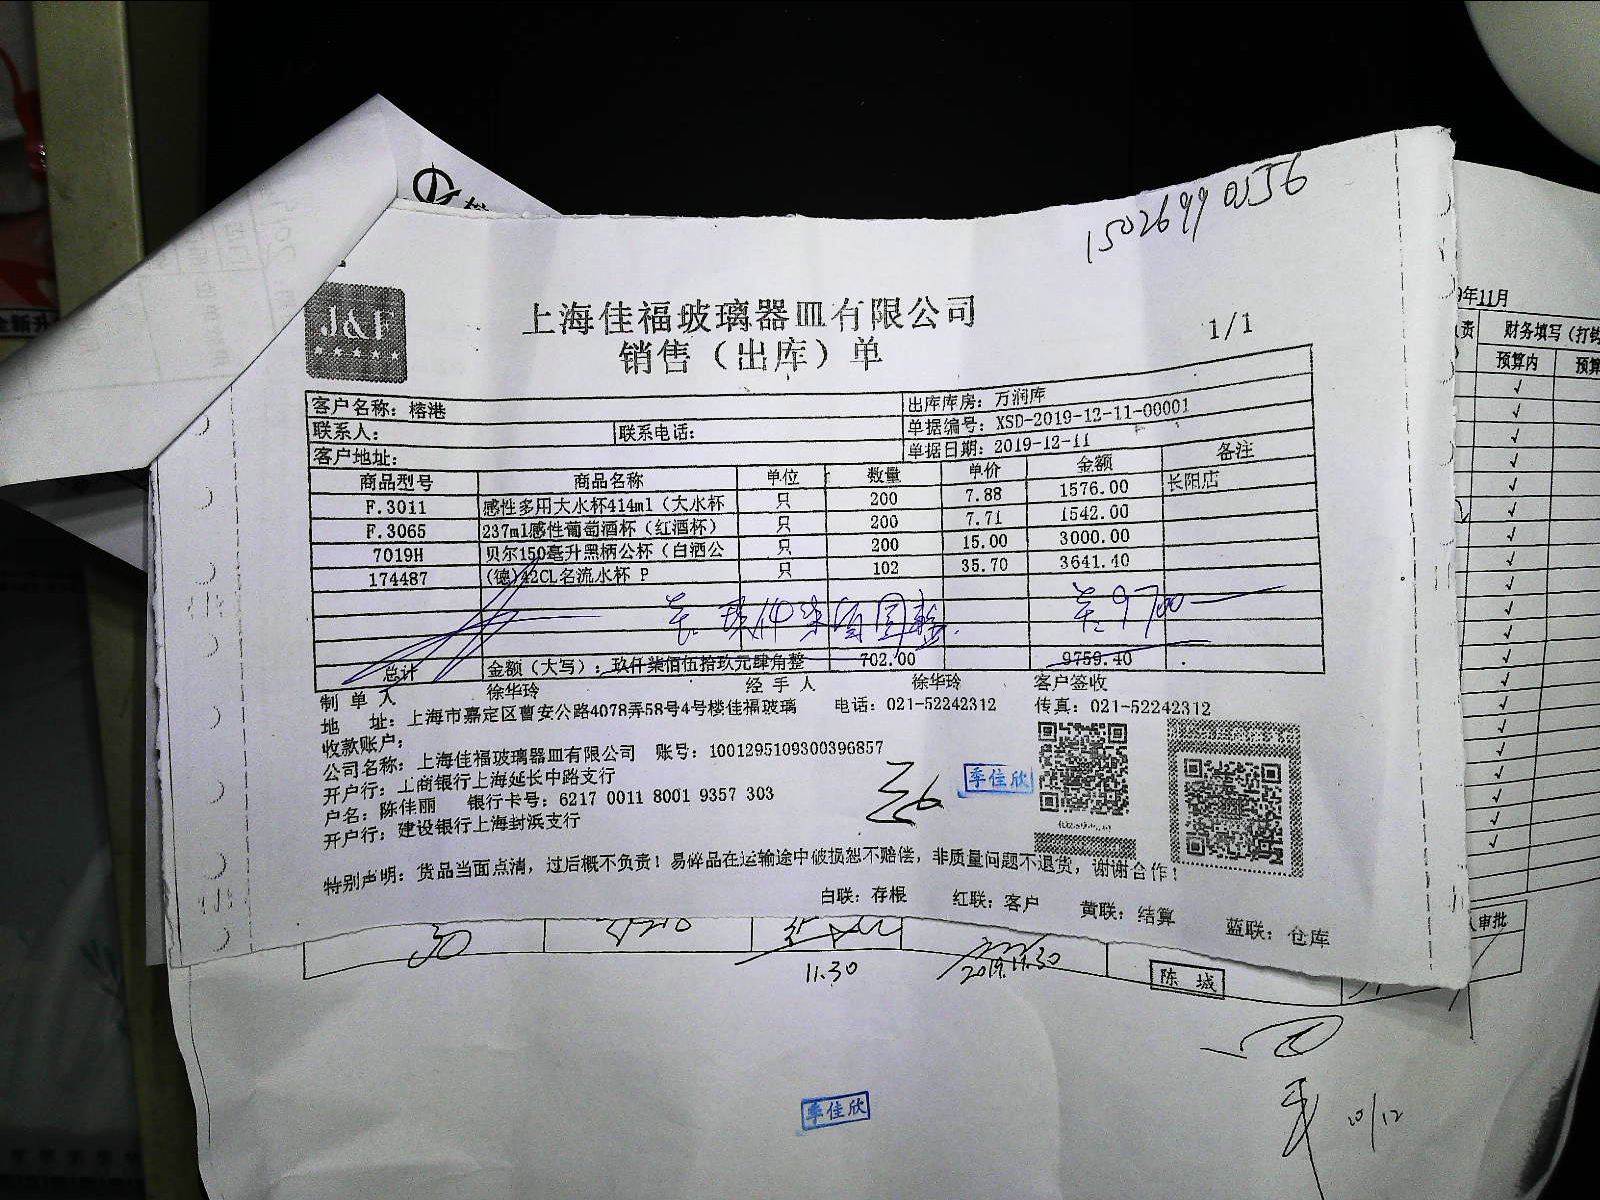 15026990556
J&J
上海佳福玻璃器皿有限公司
销售（出库）单
1/1
客户名称：榕港
出库库房：万润库
联系人：
联系电话：
单据编号：XSD-2019-12-11-00001
客户地址：
单据日期：2019-12-11
商品型号 商品名称 单位 数量 单价 金额 备注
F.3011 感性多用大水杯414ml（大水杯 只 200 7.88 1576.00 长阳店
F.3065 237ml感性葡萄酒杯（红酒杯） 只 200 7.71 1542.00
7019H 贝尔150毫升黑柄公杯（白酒公 只 200 15.00 3000.00
174487 (德)42CL名流水杯 P 只 102 35.70 3641.40
9700
总计 金额（大写）：玖仟柒佰伍拾玖元肆角整 702.00 9759.40
制单人 徐华玲 经手人 徐华玲 客户签收
地 址：上海市嘉定区曹安公路4078弄58号4号楼佳福玻璃 电话：021-52242312 传真：021-52242312
收款账户：
公司名称：上海佳福玻璃器皿有限公司 账号：1001295109300396857
开户行：工商银行上海延长中路支行
户名：陈佳丽 银行卡号：6217 0011 8001 9357 303
开户行：建设银行上海封浜支行
季佳欣
特别声明：货品当面点清，过后概不负责！易碎品在运输途中破损恕不赔偿，非质量问题不退货，谢谢合作！
白联：存根 红联：客户 黄联：结算 蓝联：仓库
年11月
财务填写（打钩
预算内
审批
11.30
2019.11.30
陈城
季佳欣
10/12